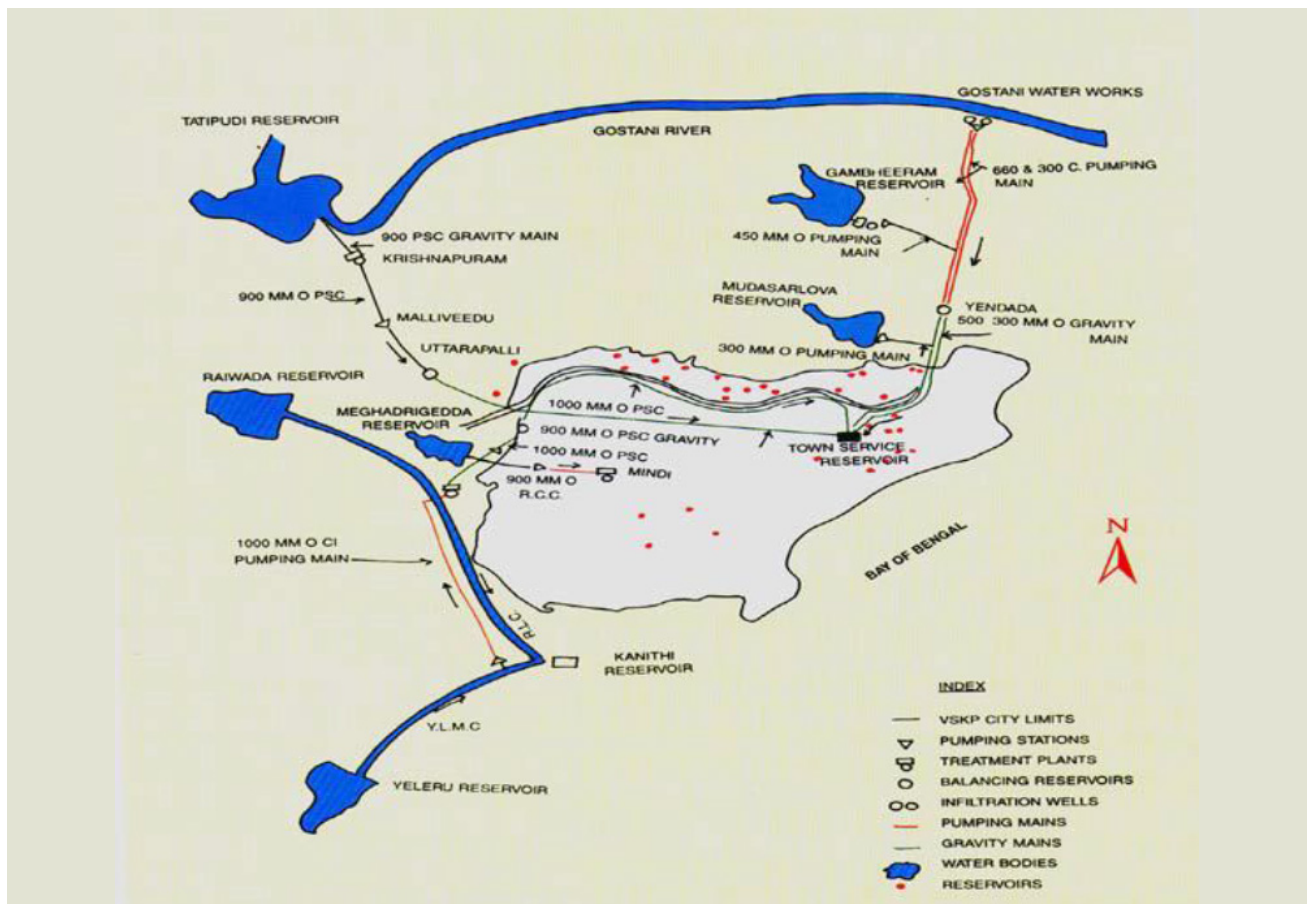 GOSTANI WATER WORKS
TATIPUDI RESERVOIR
GOSTANI RIVER
GAMBHEERAM
RESERVOIR
660 & 300 C. PUMPING
MAIN
900 PSC GRAVITY MAIN
KRISHNAPURAM
450 MM O PUMPING
MAIN
900 MM O PSC
MUDASARLOVA
RESERVOIR
MALLIVEEDU
YENDADA
500 300 MM O GRAVITY
MAIN
UTTARAPALLI
300 MM O PUMPING MAIN
RAIWADA RESERVOIR
MEGHADRIGEDDA
RESERVOIR
1000 MM O PSC
900 MM O PSC GRAVITY
1000 MM O PSC
TOWN SERVICE
RESERVOIR
MINDI
900 MM O
R.C.C.
1000 MM O CI
PUMPING MAIN
BAY OF BENGAL
N
R.L.C.
KANITHI
RESERVOIR
Y.L.M.C
YELERU RESERVOIR
INDEX
VSKP CITY LIMITS
PUMPING STATIONS
TREATMENT PLANTS
BALANCING RESERVOIRS
INFILTRATION WELLS
PUMPING MAINS
GRAVITY MAINS
WATER BODIES
RESERVOIRS